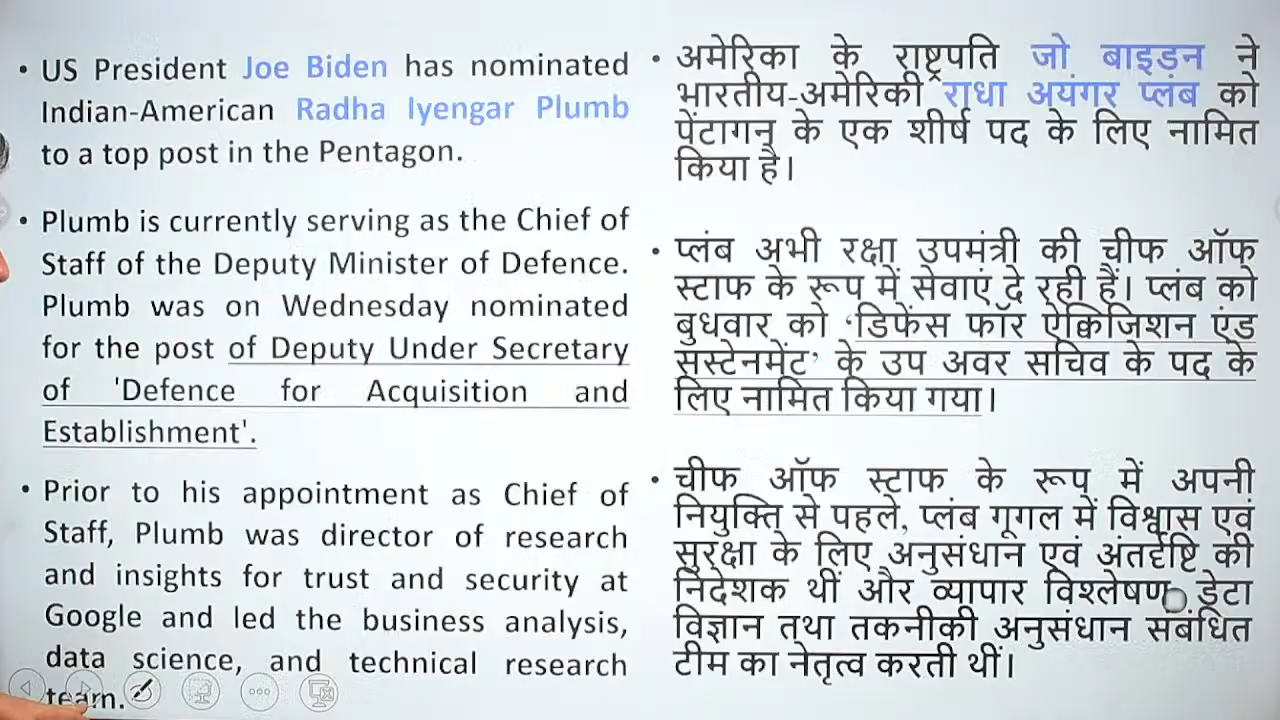 • US President Joe Biden has nominated
Indian-American Radha Iyengar Plumb
to a top post in the Pentagon.
• Plumb is currently serving as the Chief of
Staff of the Deputy Minister of Defence.
Plumb was on Wednesday nominated
for the post of Deputy Under Secretary
of 'Defence for Acquisition and
Establishment'.
• Prior to his appointment as Chief of
Staff, Plumb was director of research
and insights for trust and security at
Google and led the business analysis,
data science, and technical research
team.
• अमेरिका के राष्ट्रपति जो बाइडन ने
भारतीय-अमेरिकी राधा अयंगर प्लंब को
पेंटागन के एक शीर्ष पद के लिए नामित
किया है।
• प्लंब अभी रक्षा उपमंत्री की चीफ ऑफ
स्टाफ के रूप में सेवाएं दे रही हैं। प्लंब को
बुधवार को ‘डिफेंस फॉर ऐक्विजिशन एंड
सस्टेनमेंट’ के उप अवर सचिव के पद के
लिए नामित किया गया।
• चीफ ऑफ स्टाफ के रूप में अपनी
नियुक्ति से पहले, प्लंब गूगल में विश्वास एवं
सुरक्षा के लिए अनुसंधान एवं अंतर्दृष्टि की
निदेशक थीं और व्यापार विश्लेषण, डेटा
विज्ञान तथा तकनीकी अनुसंधान संबंधित
टीम का नेतृत्व करती थीं।